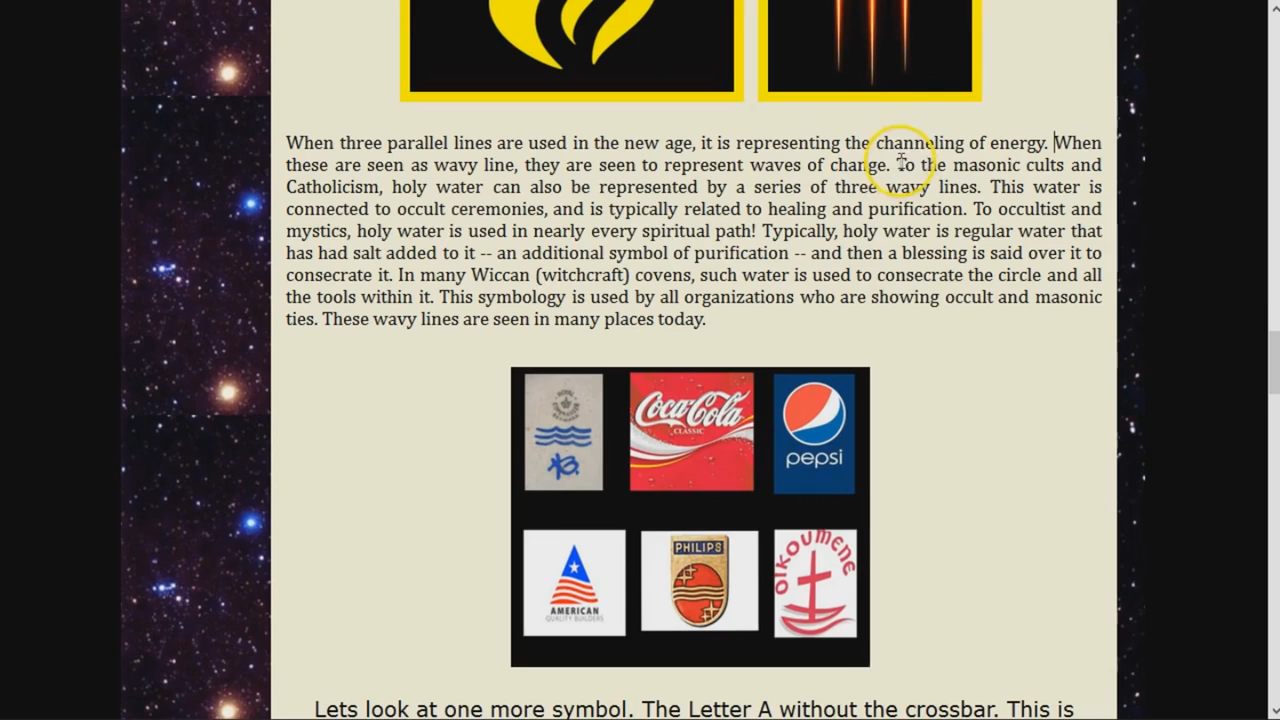 When three parallel lines are used in the new age, it is representing the channeling of energy. When
these are seen as wavy line, they are seen to represent waves of change. To the masonic cults and
Catholicism, holy water can also be represented by a series of three wavy lines. This water is
connected to occult ceremonies, and is typically related to healing and purification. To occultist and
mystics, holy water is used in nearly every spiritual path! Typically, holy water is regular water that
has had salt added to it -- an additional symbol of purification -- and then a blessing is said over it to
consecrate it. In many Wiccan (witchcraft) covens, such water is used to consecrate the circle and all
the tools within it. This symbology is used by all organizations who are showing occult and masonic
ties. These wavy lines are seen in many places today.
Coca-Cola
CLASSIC
pepsi
AMERICAN
QUALITY BUILDERS
PHILIPS
OIKOUMENE
Lets look at one more symbol. The Letter A without the crossbar. This is